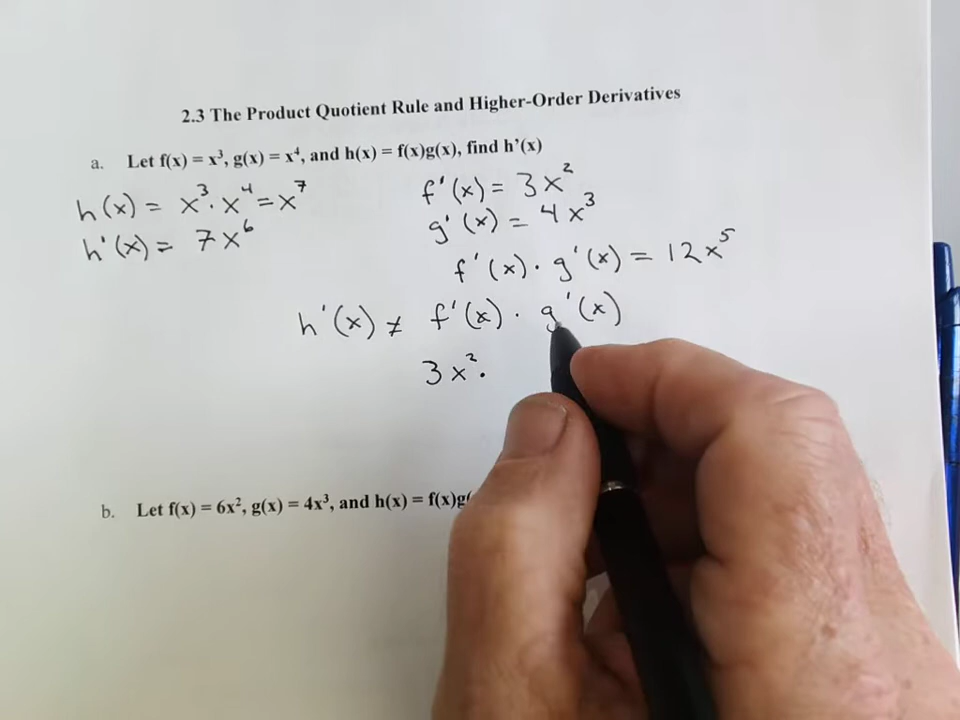 2.3 The Product Quotient Rule and Higher-Order Derivatives
a. Let f(x) = x³, g(x) = x⁴, and h(x) = f(x)g(x), find h’(x)
h(x) = x³·x⁴=x⁷
f'(x) = 3x²
h'(x) = 7x⁶
g'(x) = 4x³
f'(x)·g'(x) = 12x⁵
h'(x) ≠ f'(x)·g'(x)
3x²·
b. Let f(x) = 6x², g(x) = 4x³, and h(x) = f(x)g(